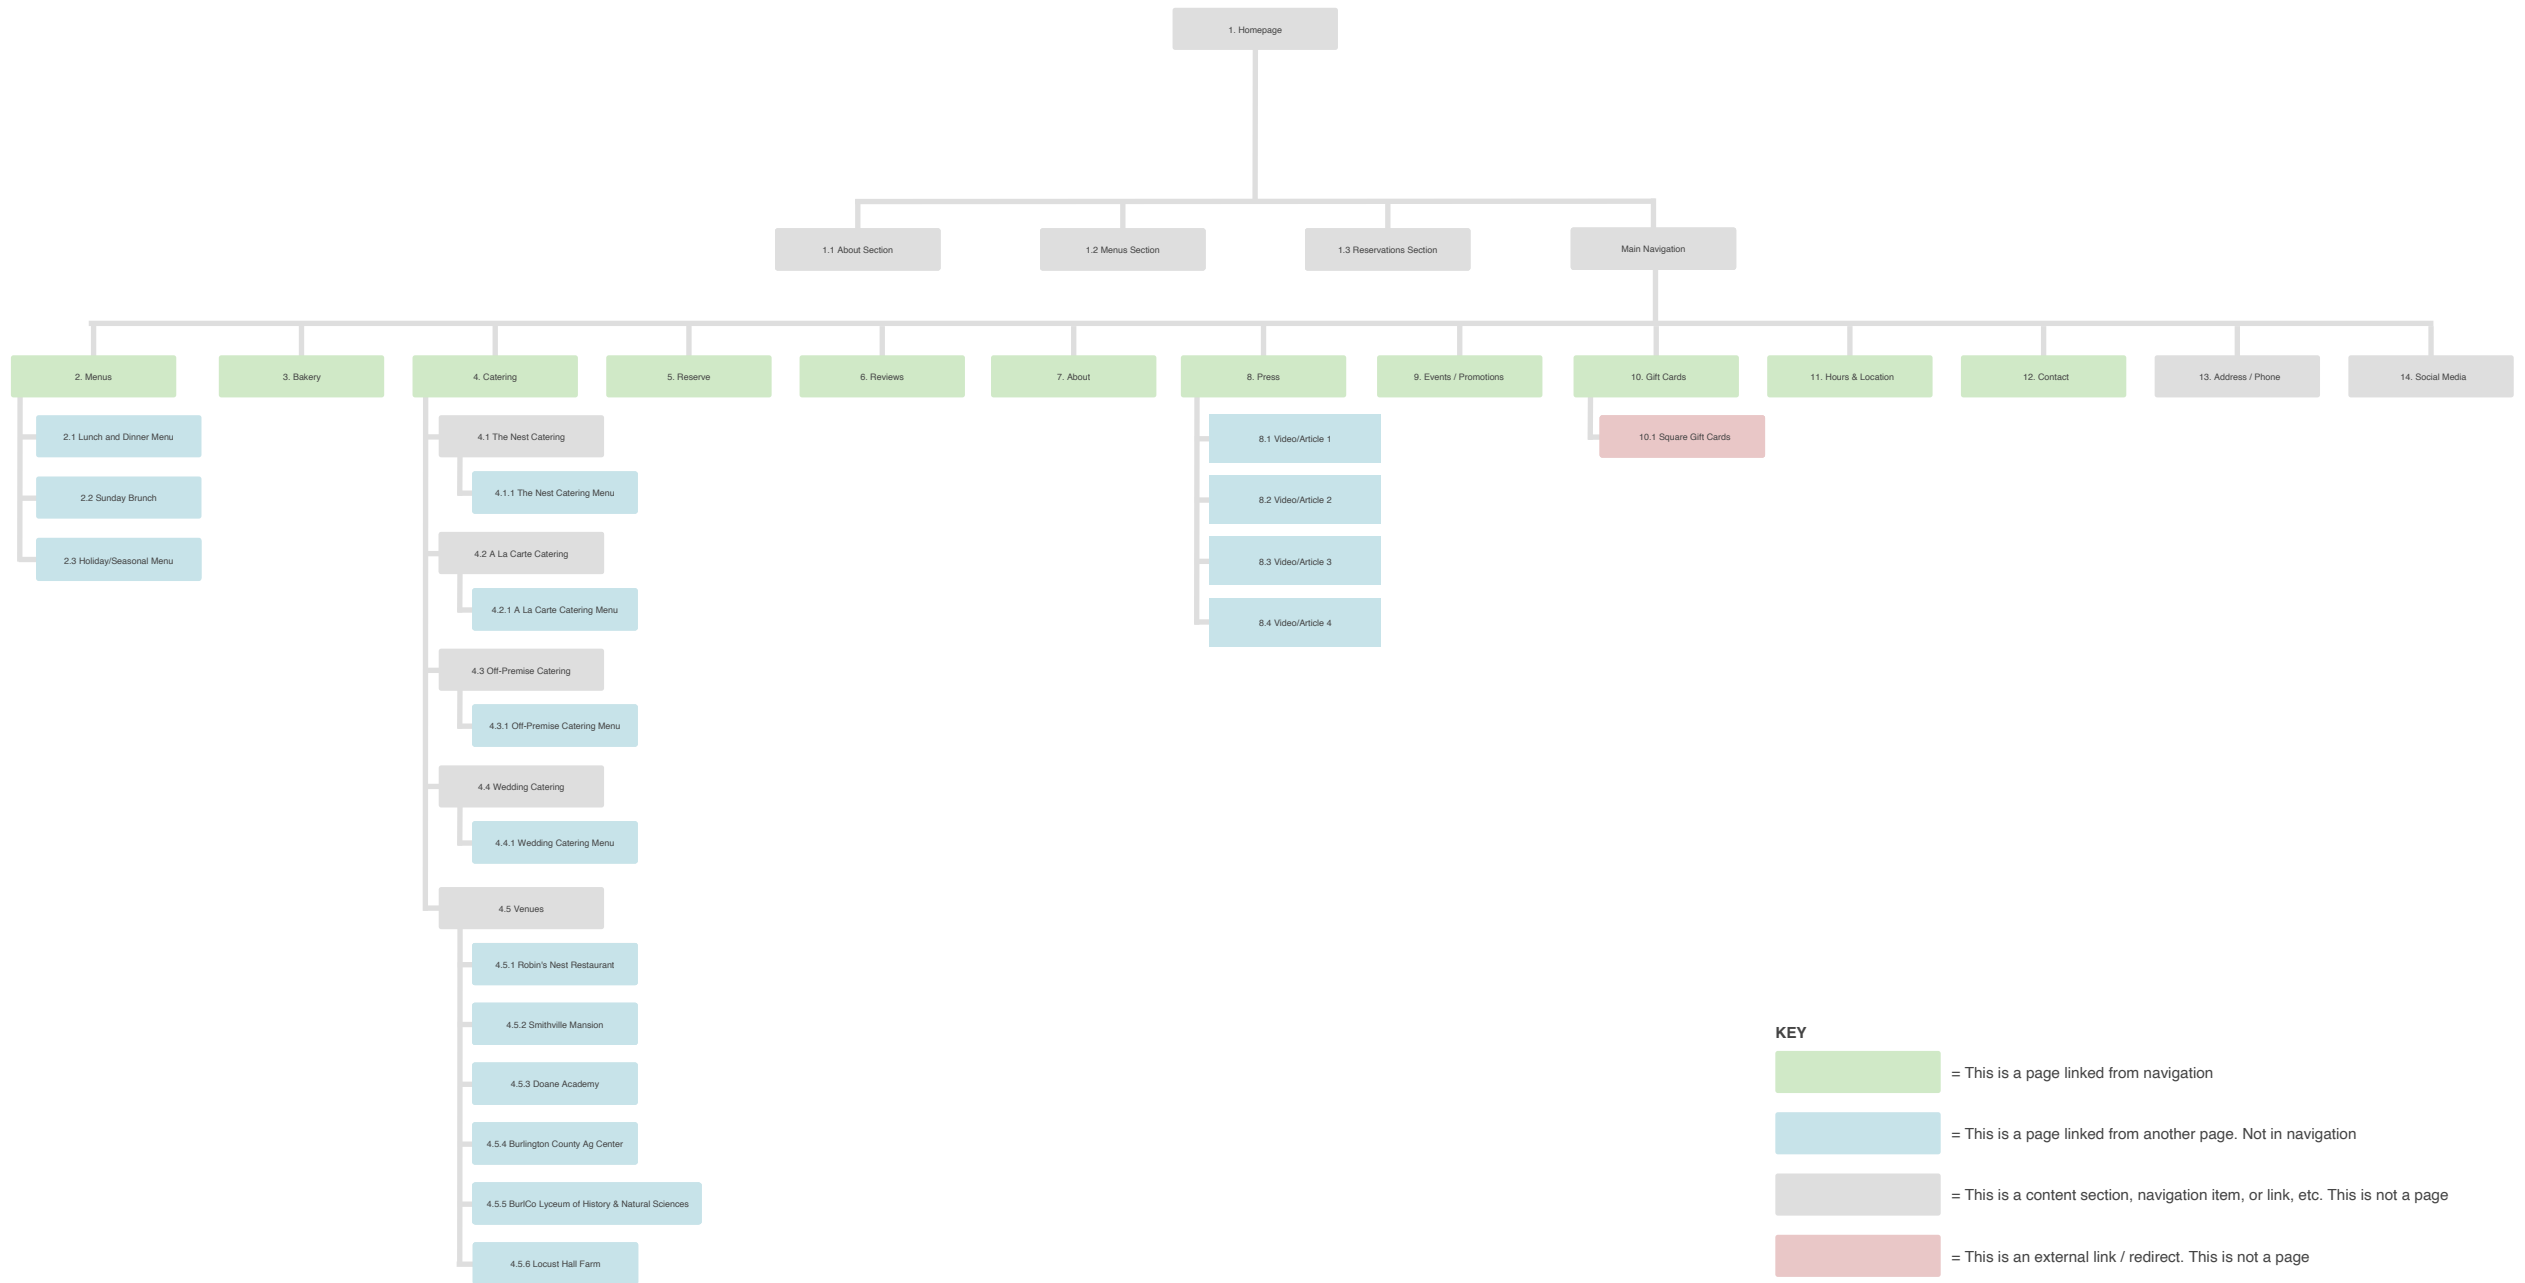 1. Homepage
1.1 About Section
1.2 Menus Section
1.3 Reservations Section
Main Navigation
2. Menus
3. Bakery
4. Catering
5. Reserve
6. Reviews
7. About
8. Press
9. Events / Promotions
10. Gift Cards
11. Hours & Location
12. Contact
13. Address / Phone
14. Social Media
2.1 Lunch and Dinner Menu
2.2 Sunday Brunch
2.3 Holiday/Seasonal Menu
4.1 The Nest Catering
4.1.1 The Nest Catering Menu
4.2 A La Carte Catering
4.2.1 A La Carte Catering Menu
4.3 Off-Premise Catering
4.3.1 Off-Premise Catering Menu
4.4 Wedding Catering
4.4.1 Wedding Catering Menu
4.5 Venues
4.5.1 Robin's Nest Restaurant
4.5.2 Smithville Mansion
4.5.3 Doane Academy
4.5.4 Burlington County Ag Center
4.5.5 BurlCo Lyceum of History & Natural Sciences
4.5.6 Locust Hall Farm
8.1 Video/Article 1
8.2 Video/Article 2
8.3 Video/Article 3
8.4 Video/Article 4
10.1 Square Gift Cards
KEY
= This is a page linked from navigation
= This is a page linked from another page. Not in navigation
= This is a content section, navigation item, or link, etc. This is not a page
= This is an external link / redirect. This is not a page